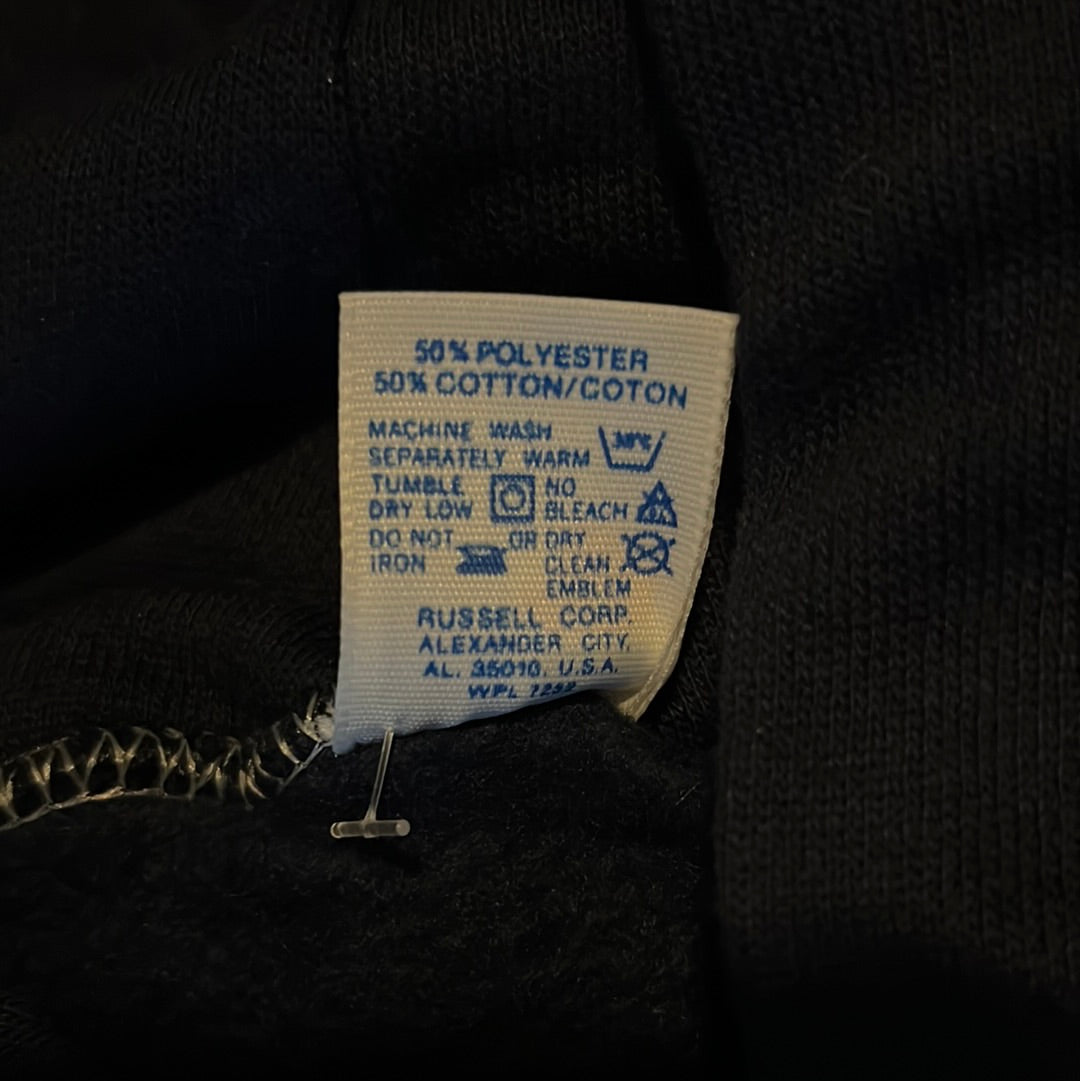 50% POLYESTER
50% COTTON/COTON
MACHINE WASH
SEPARATELY WARM
TUMBLE
DRY LOW
NO
BLEACH
DO NOT
IRON
OR DRY
CLEAN
EMBLEM
RUSSELL CORP.
ALEXANDER CITY,
AL. 35010, U.S.A.
WPL